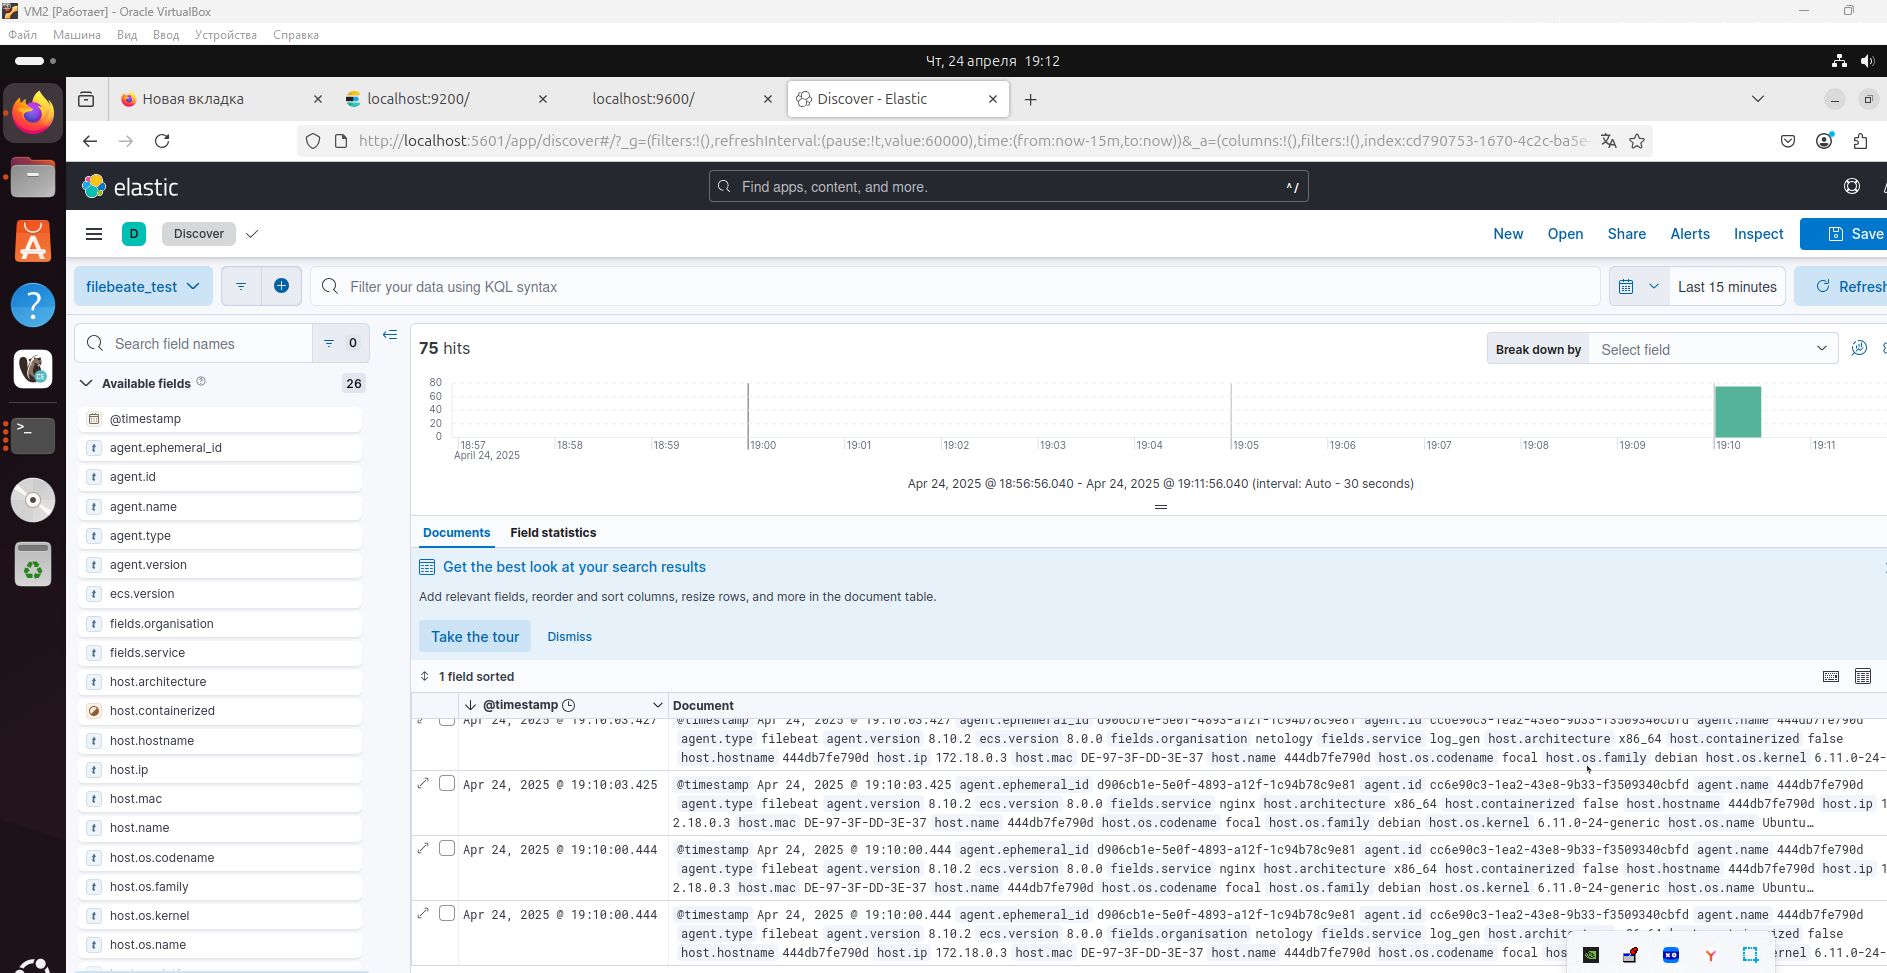 VM2 [Работает] - Oracle VirtualBox
Файл Машина Вид Ввод Устройства Справка
Чт, 24 апреля 19:12
Новая вкладка localhost:9200/ localhost:9600/ Discover - Elastic
http://localhost:5601/app/discover#/?_g=(filters:!(),refreshInterval:(pause:!t,value:60000),time:(from:now-15m,to:now))&_a=(columns:!(),filters:!(),index:cd790753-1670-4c2c-ba5e-
elastic
Find apps, content, and more. ^/
D Discover New Open Share Alerts Inspect Save
filebeate_test Filter your data using KQL syntax Last 15 minutes Refresh
Search field names 0
Available fields 26
@timestamp
agent.ephemeral_id
agent.id
agent.name
agent.type
agent.version
ecs.version
fields.organisation
fields.service
host.architecture
host.containerized
host.hostname
host.ip
host.mac
host.name
host.os.codename
host.os.family
host.os.kernel
host.os.name
75 hits
Break down by Select field
80
60
40
20
0
18:57 18:58 18:59 19:00 19:01 19:02 19:03 19:04 19:05 19:06 19:07 19:08 19:09 19:10 19:11
April 24, 2025
Apr 24, 2025 @ 18:56:56.040 - Apr 24, 2025 @ 19:11:56.040 (interval: Auto - 30 seconds)
Documents Field statistics
Get the best look at your search results
Add relevant fields, reorder and sort columns, resize rows, and more in the document table.
Take the tour Dismiss
1 field sorted
@timestamp Document
Apr 24, 2025 @ 19:10:03.427 @timestamp Apr 24, 2025 @ 19:10:03.427 agent.ephemeral_id d906cb1e-5e0f-4893-a12f-1c94b78c9e81 agent.id cc6e90c3-1ea2-43e8-9b33-f3509340cbfd agent.name 444db7fe790d
agent.type filebeat agent.version 8.10.2 ecs.version 8.0.0 fields.organisation netology fields.service log_gen host.architecture x86_64 host.containerized false
host.hostname 444db7fe790d host.ip 172.18.0.3 host.mac DE-97-3F-DD-3E-37 host.name 444db7fe790d host.os.codename focal host.os.family debian host.os.kernel 6.11.0-24-
Apr 24, 2025 @ 19:10:03.425 @timestamp Apr 24, 2025 @ 19:10:03.425 agent.ephemeral_id d906cb1e-5e0f-4893-a12f-1c94b78c9e81 agent.id cc6e90c3-1ea2-43e8-9b33-f3509340cbfd agent.name 444db7fe790d
agent.type filebeat agent.version 8.10.2 ecs.version 8.0.0 fields.service nginx host.architecture x86_64 host.containerized false host.hostname 444db7fe790d host.ip 1
2.18.0.3 host.mac DE-97-3F-DD-3E-37 host.name 444db7fe790d host.os.codename focal host.os.family debian host.os.kernel 6.11.0-24-generic host.os.name Ubuntu…
Apr 24, 2025 @ 19:10:00.444 @timestamp Apr 24, 2025 @ 19:10:00.444 agent.ephemeral_id d906cb1e-5e0f-4893-a12f-1c94b78c9e81 agent.id cc6e90c3-1ea2-43e8-9b33-f3509340cbfd agent.name 444db7fe790d
agent.type filebeat agent.version 8.10.2 ecs.version 8.0.0 fields.service nginx host.architecture x86_64 host.containerized false host.hostname 444db7fe790d host.ip 1
2.18.0.3 host.mac DE-97-3F-DD-3E-37 host.name 444db7fe790d host.os.codename focal host.os.family debian host.os.kernel 6.11.0-24-generic host.os.name Ubuntu…
Apr 24, 2025 @ 19:10:00.444 @timestamp Apr 24, 2025 @ 19:10:00.444 agent.ephemeral_id d906cb1e-5e0f-4893-a12f-1c94b78c9e81 agent.id cc6e90c3-1ea2-43e8-9b33-f3509340cbfd agent.name 444db7fe790d
agent.type filebeat agent.version 8.10.2 ecs.version 8.0.0 fields.organisation netology fields.service log_gen host.archite x86_64 host.containerized false
host.hostname 444db7fe790d host.ip 172.18.0.3 host.mac DE-97-3F-DD-3E-37 host.name 444db7fe790d host.os.codename focal hos ernel 6.11.0-24-